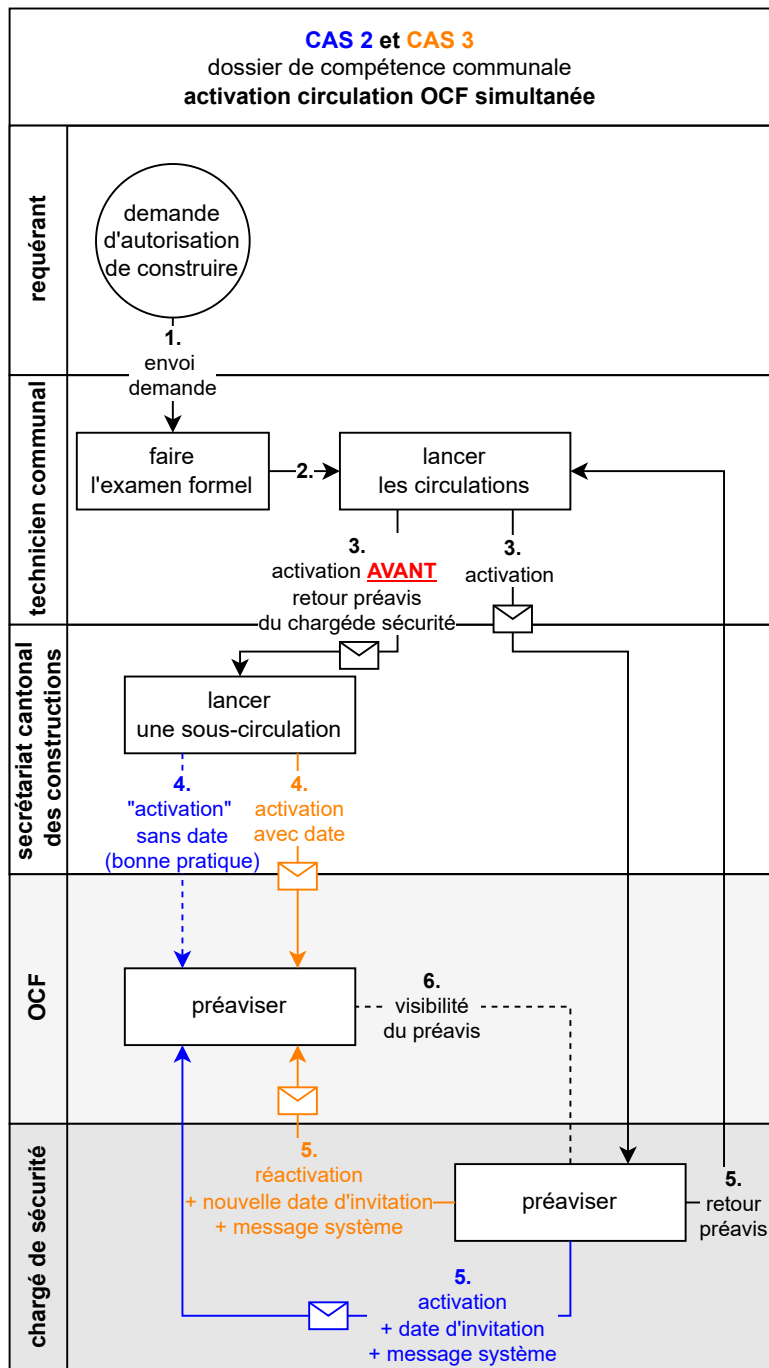 CAS 2 et CAS 3
dossier de compétence communale
activation circulation OCF simultanée
requérant
demande
d'autorisation
de construire
1.
envoi
demande
technicien communal
faire
l'examen formel
2.
lancer
les circulations
3.
activation AVANT
retour préavis
du chargéde sécurité
3.
activation
secrétariat cantonal
des constructions
lancer
une sous-circulation
4.
"activation"
sans date
(bonne pratique)
4.
activation
avec date
OCF
préaviser
6.
visibilité
du préavis
chargé de sécurité
5.
réactivation
+ nouvelle date d'invitation
+ message système
préaviser
5.
retour
préavis
5.
activation
+ date d'invitation
+ message système